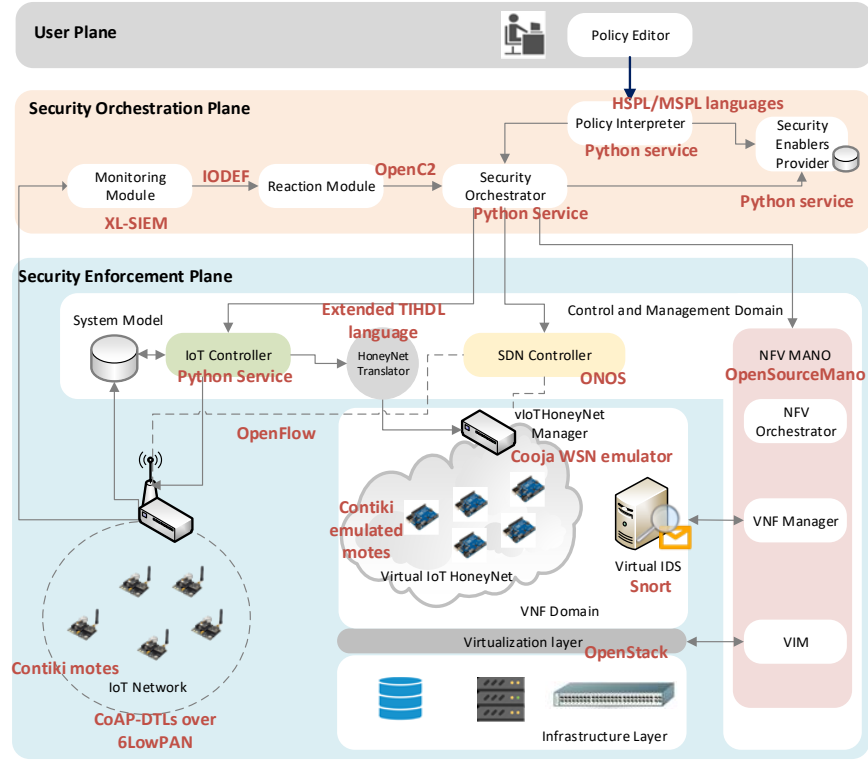 User Plane
Policy Editor
Security Orchestration Plane
HSPL/MSPL languages
Policy Interpreter
Python service
Security
Enablers
Provider
Python service
Monitoring
Module
XL-SIEM
IODEF
Reaction Module
OpenC2
Security
Orchestrator
Python Service
Security Enforcement Plane
Control and Management Domain
System Model
IoT Controller
Python Service
Extended TIHDL
language
HoneyNet
Translator
SDN Controller
ONOS
NFV MANO
OpenSourceMano
NFV
Orchestrator
VNF Manager
VIM
OpenFlow
vIoTHoneyNet
Manager
Cooja WSN emulator
Contiki
emulated
motes
Virtual IoT HoneyNet
Virtual IDS
Snort
VNF Domain
Virtualization layer
OpenStack
Infrastructure Layer
Contiki motes
IoT Network
CoAP-DTLs over
6LowPAN